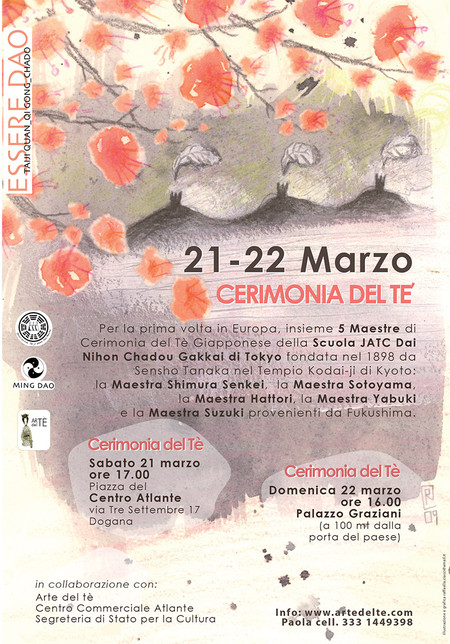 ESSERE DAO
TAIJI QUAN_QI GONG_CHADO
21-22 Marzo
CERIMONIA DEL TE'
Per la prima volta in Europa, insieme 5 Maestre di
Cerimonia del Tè Giapponese della Scuola JATC Dai
Nihon Chadou Gakkai di Tokyo fondata nel 1898 da
Sensho Tanaka nel Tempio Kodai-ji di Kyoto:
la Maestra Shimura Senkei, la Maestra Sotoyama,
la Maestra Hattori, la Maestra Yabuki
e la Maestra Suzuki provenienti da Fukushima.
MING DAO
ARTE DEL TÈ
Cerimonia del Tè
Sabato 21 marzo
ore 17.00
Piazza del
Centro Atlante
via Tre Settembre 17
Dogana
Cerimonia del Tè
Domenica 22 marzo
ore 16.00
Palazzo Graziani
(a 100 mt dalla
porta del paese)
in collaborazione con:
Arte del tè
Centro Commerciale Atlante
Segreteria di Stato per la Cultura
Info: www.artedelte.com
Paola cell. 333 1449398